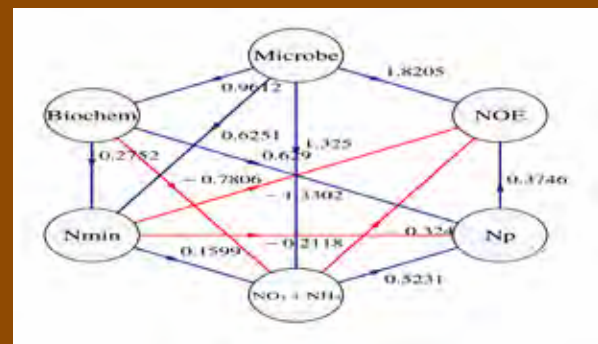 Microbe
1.8205
0.9612
Biochem
NOE
0.6251
1.325
0.2752
0.629
- 0.7806
- 1.3302
0.3746
Nmin
0.324
Np
- 0.2118
0.1599
0.5231
NO₃ + NH₄